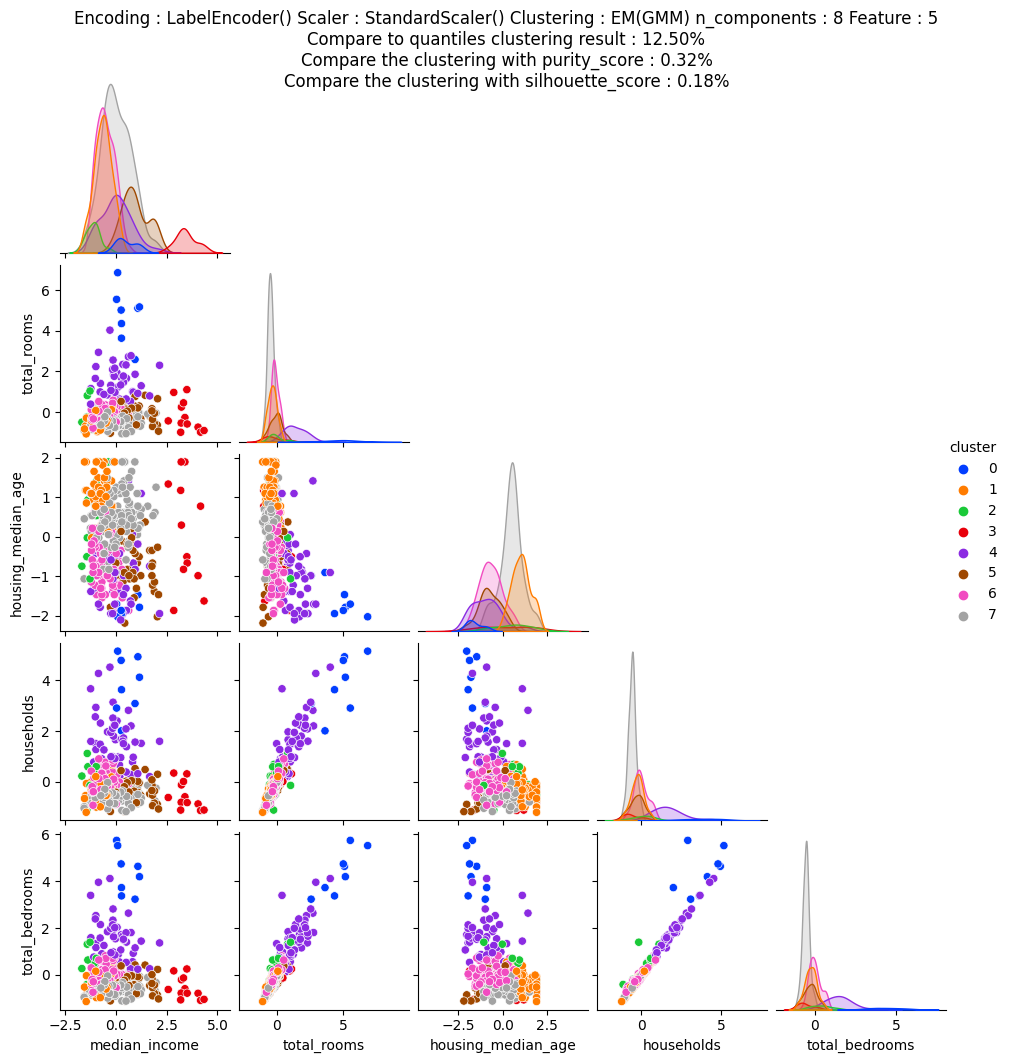 Encoding : LabelEncoder() Scaler : StandardScaler() Clustering : EM(GMM) n_components : 8 Feature : 5
Compare to quantiles clustering result : 12.50%
Compare the clustering with purity_score : 0.32%
Compare the clustering with silhouette_score : 0.18%
6
4
2
0
total_rooms
2
1
0
−1
−2
housing_median_age
cluster
0
1
2
3
4
5
6
7
4
2
0
households
6
4
2
0
total_bedrooms
−2.5 0.0 2.5 5.0
0 5
−2.5 0.0 2.5
0 5
0 5
median_income
total_rooms
housing_median_age
households
total_bedrooms